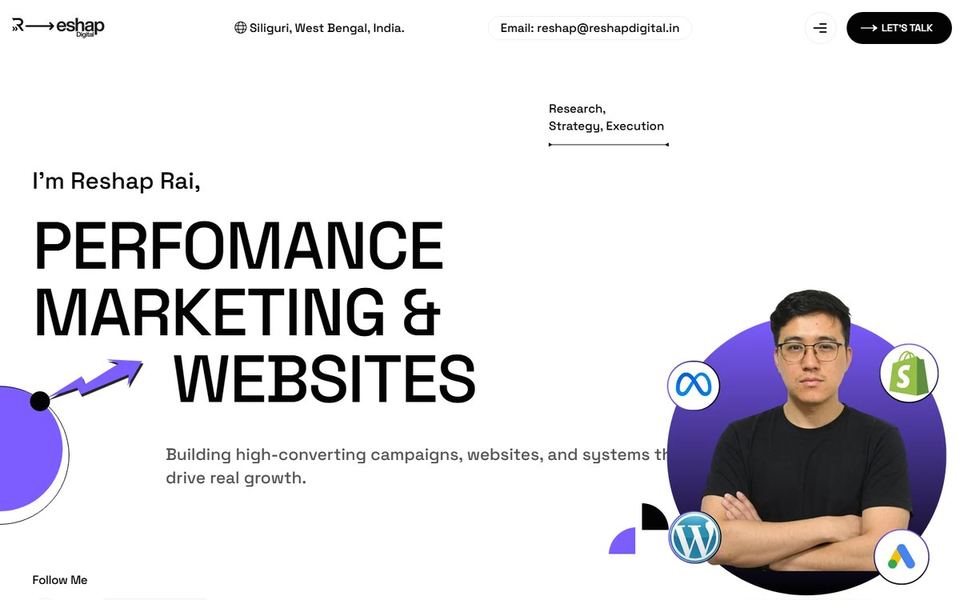 eshap
Digital
Siliguri, West Bengal, India.
Email: reshap@reshapdigital.in
LET'S TALK
Research,
Strategy, Execution
I'm Reshap Rai,
PERFOMANCE
MARKETING &
WEBSITES
Building high-converting campaigns, websites, and systems th
drive real growth.
Follow Me